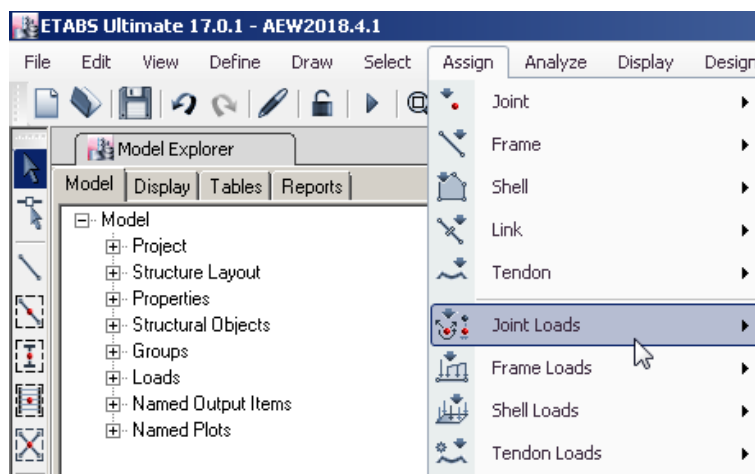 ETABS Ultimate 17.0.1 - AEW2018.4.1
File Edit View Define Draw Select Assign Analyze Display Design
Model Explorer
Model Display Tables Reports
Model
Project
Structure Layout
Properties
Structural Objects
Groups
Loads
Named Output Items
Named Plots
Joint
Frame
Shell
Link
Tendon
Joint Loads
Frame Loads
Shell Loads
Tendon Loads